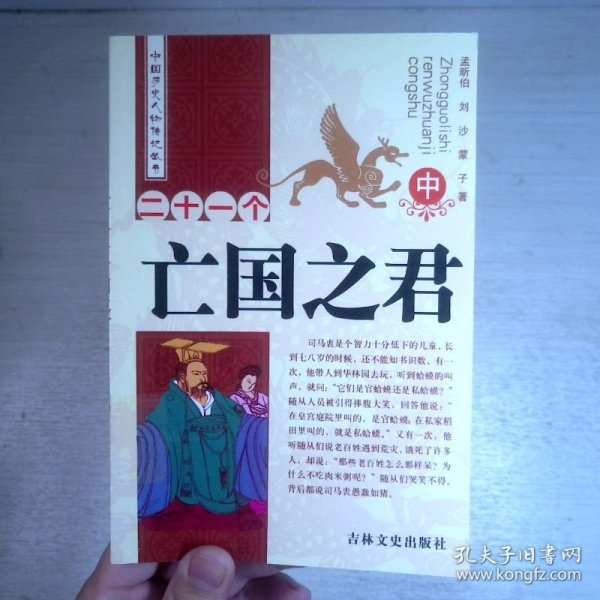 中国历史人物传记丛书
Zhongguolishi
renwuzhuanji
congshu
孟昕伯 刘沙 蒙子 著
二十一个
中
亡国之君
司马衷是个智力十分低下的儿童，长
到七八岁的时候，还不能知书识数，有一
次，他带人到华林园去玩，听到蛤蟆的叫
声，就问：“它们是官蛤蟆还是私蛤蟆？”
随从人员被引得捧腹大笑，回答他说：“
在皇宫庭院里叫的，是官蛤蟆；在私家稻
田里叫的，就是私蛤蟆。”又有一次，他
听随从们说老百姓遇到荒灾，饿死了许多
人，却说：“那些老百姓怎么那样呆？为
什么不吃肉米粥呢？”随从们哭笑不得。
背后都说司马衷愚蠢如猪。
吉林文史出版社
孔夫子旧书网
www.kongfz.com